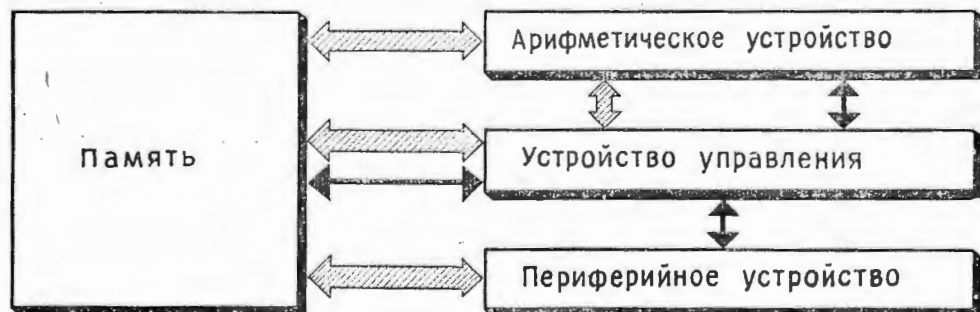 Арифметическое устройство
Память
Устройство управления
Периферийное устройство